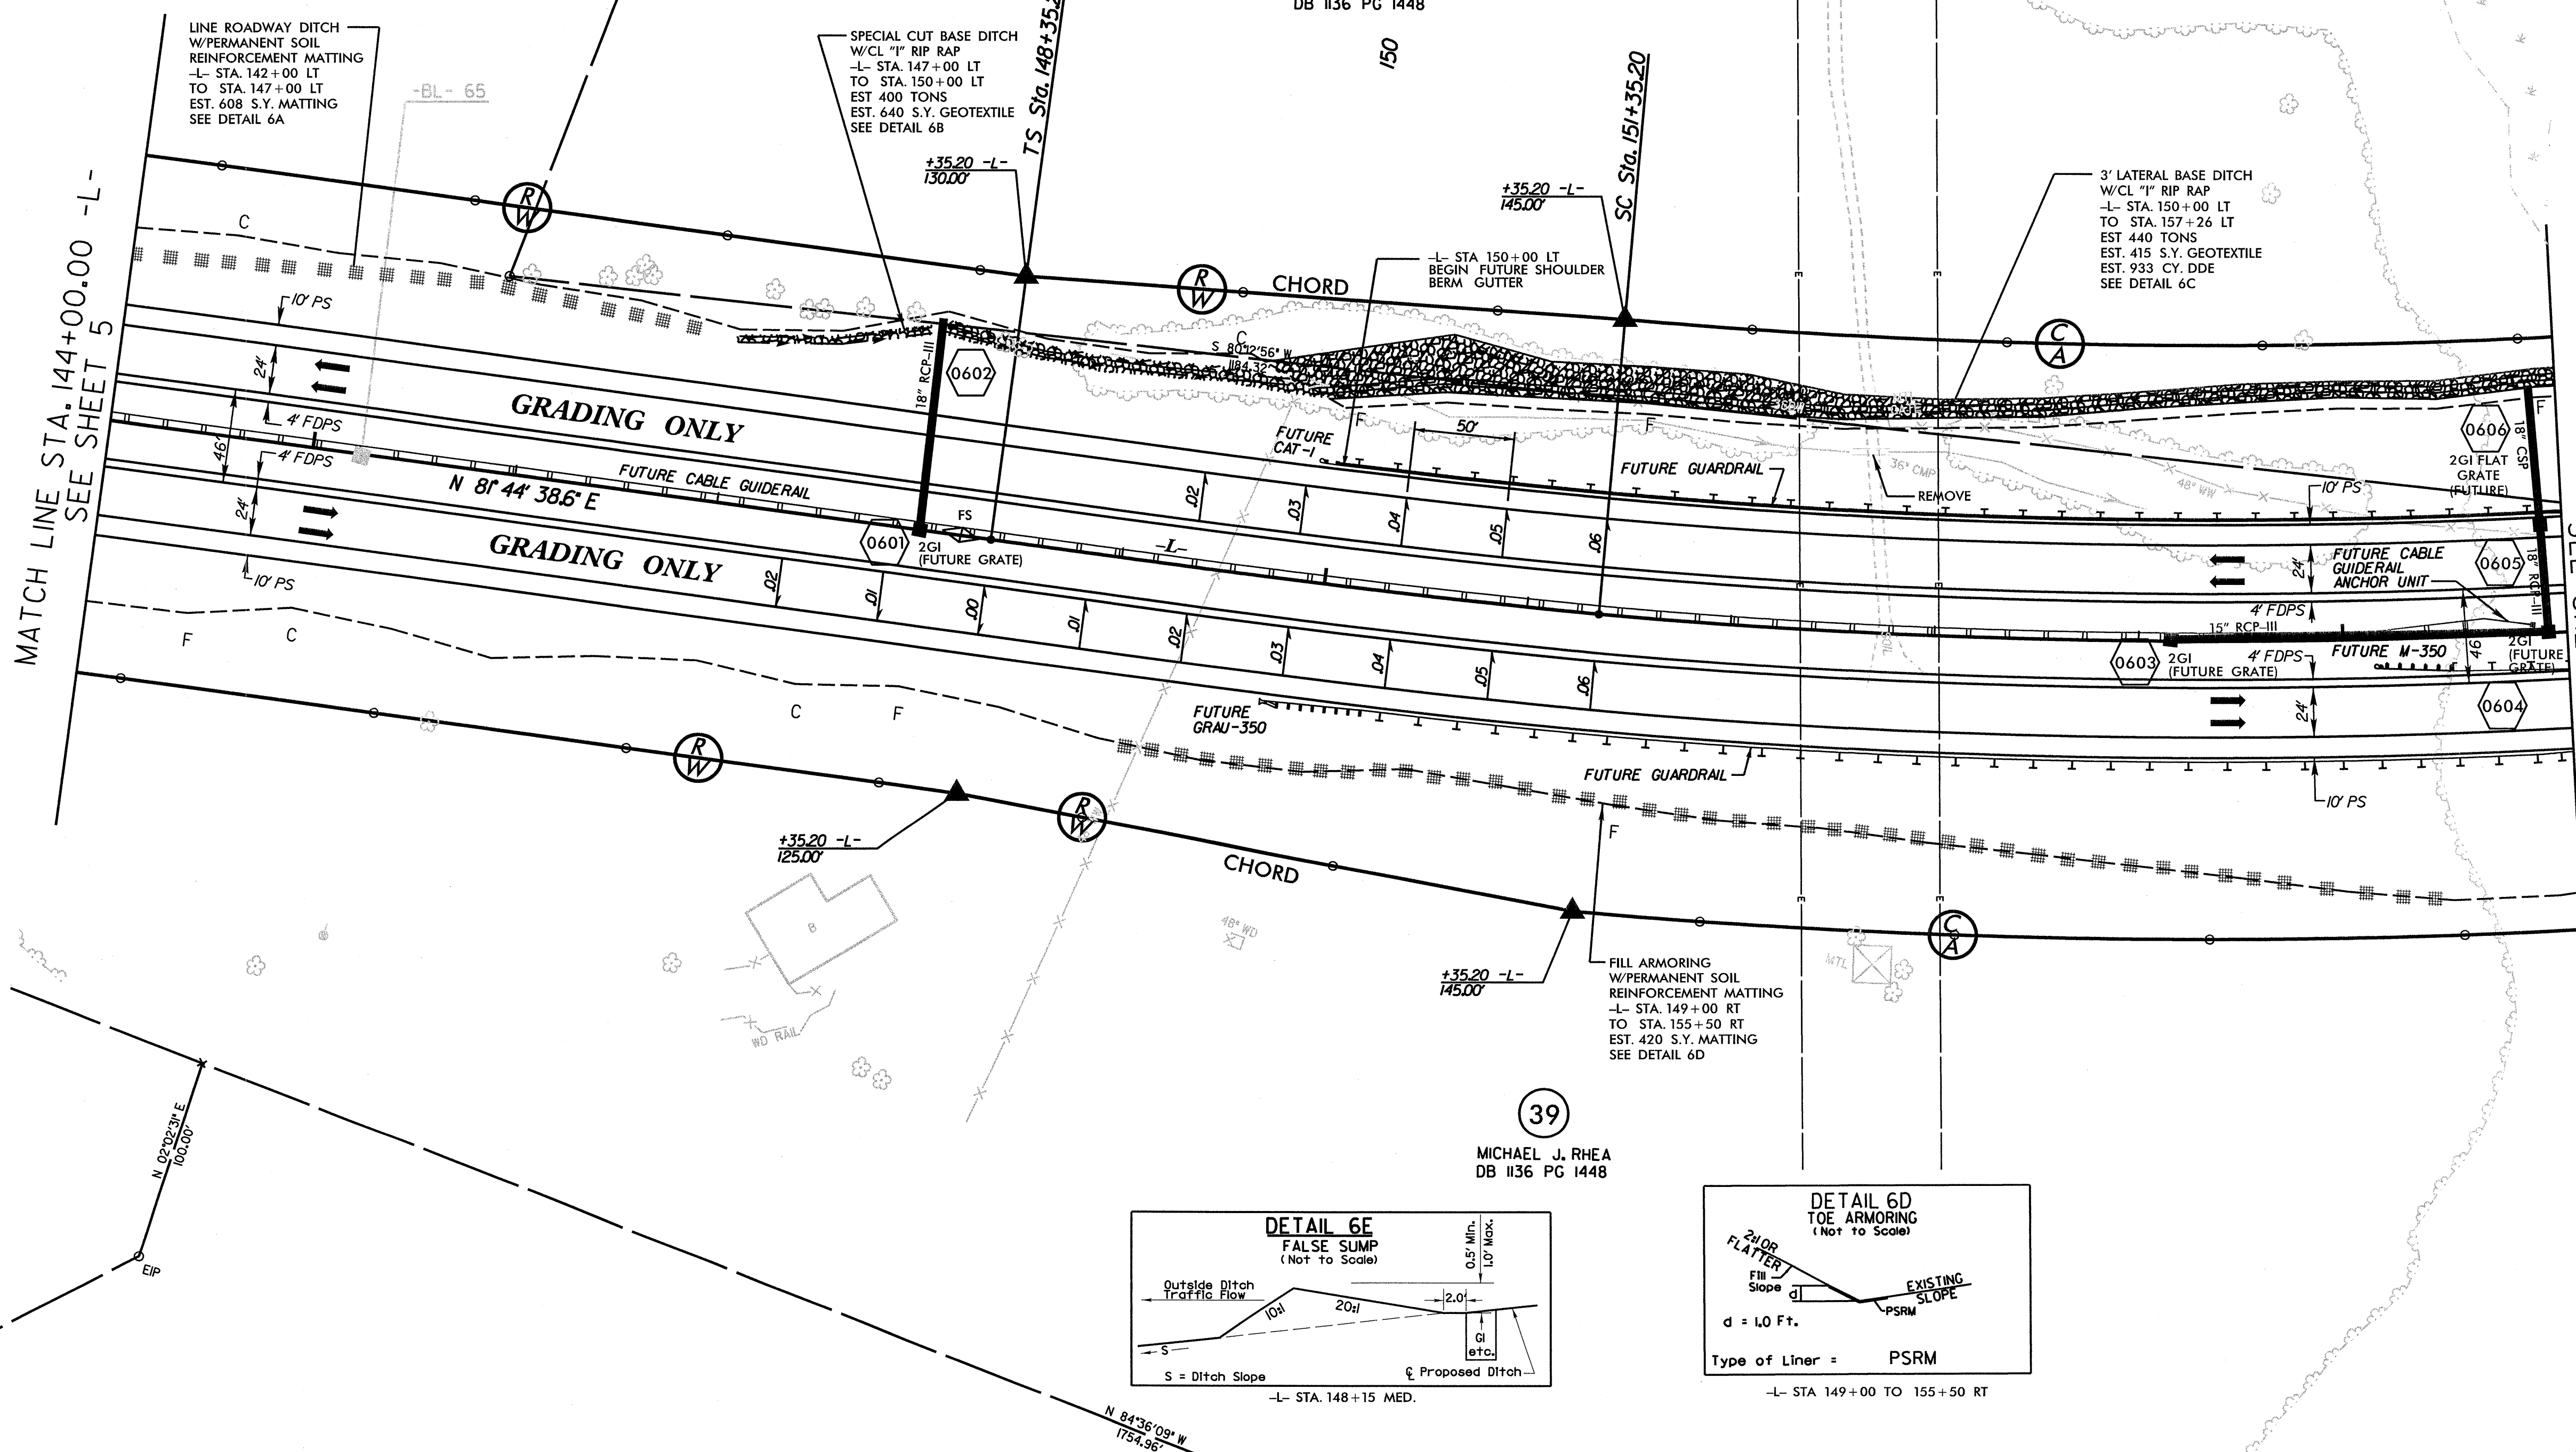 DB 1136 PG 1448
LINE ROADWAY DITCH
W/PERMANENT SOIL
REINFORCEMENT MATTING
-L- STA. 142+00 LT
TO STA. 147+00 LT
EST. 608 S.Y. MATTING
SEE DETAIL 6A
-BL- 65
SPECIAL CUT BASE DITCH
W/CL "I" RIP RAP
-L- STA. 147+00 LT
TO STA. 150+00 LT
EST 400 TONS
EST. 640 S.Y. GEOTEXTILE
SEE DETAIL 6B
TS Sta. 148+35.2
150
SC Sta. 151+35.20
+35.20 -L-
130.00'
+35.20 -L-
145.00'
3' LATERAL BASE DITCH
W/CL "I" RIP RAP
-L- STA. 150+00 LT
TO STA. 157+26 LT
EST 440 TONS
EST. 415 S.Y. GEOTEXTILE
EST. 933 CY. DDE
SEE DETAIL 6C
-L- STA 150+00 LT
BEGIN FUTURE SHOULDER
BERM GUTTER
MATCH LINE STA. 144+00.00 -L-
SEE SHEET 5
R
W
R
W
CHORD
C
A
C
C
S 80°12'56" W
1184.32'
10' PS
24'
4' FDPS
46'
4' FDPS
24'
10' PS
GRADING ONLY
FUTURE CABLE GUIDERAIL
N 81° 44' 38.6" E
GRADING ONLY
18" RCP-III
0602
0601
2GI
(FUTURE GRATE)
FS
-L-
FUTURE
CAT-1
50'
F
F
FUTURE GUARDRAIL
36" CMP
REMOVE
48" WW
SOIL
10' PS
F
0606
18" CSP
2GI FLAT
GRATE
(FUTURE)
0605
18" RCP-III
FUTURE CABLE
GUIDERAIL
ANCHOR UNIT
24'
4' FDPS
15" RCP-III
46'
0603
2GI
(FUTURE GRATE)
4' FDPS
FUTURE M-350
2GI
(FUTURE
GRATE)
24'
0604
10' PS
.02
.03
.04
.05
.06
.02
.01
.00
.01
.02
.03
.04
.05
.06
F
C
C
F
FUTURE
GRAU-350
FUTURE GUARDRAIL
F
R
W
R
W
CHORD
C
A
+35.20 -L-
125.00'
+35.20 -L-
145.00'
B
WD RAIL
48" WD
MTL
FILL ARMORING
W/PERMANENT SOIL
REINFORCEMENT MATTING
-L- STA. 149+00 RT
TO STA. 155+50 RT
EST. 420 S.Y. MATTING
SEE DETAIL 6D
N 02°02'31" E
100.00'
EIP
N 84°36'09" W
1754.96'
39
MICHAEL J. RHEA
DB 1136 PG 1448
DETAIL 6E
FALSE SUMP
(Not to Scale)
0.5' Min.
1.0' Max.
Outside Ditch
Traffic Flow
10:1
20:1
2.0'
GI
etc.
S
S = Ditch Slope
℄ Proposed Ditch
-L- STA. 148+15 MED.
DETAIL 6D
TOE ARMORING
(Not to Scale)
2:1 OR
FLATTER
Fill
Slope
d
EXISTING
SLOPE
PSRM
d = 1.0 Ft.
Type of Liner = PSRM
-L- STA 149+00 TO 155+50 RT